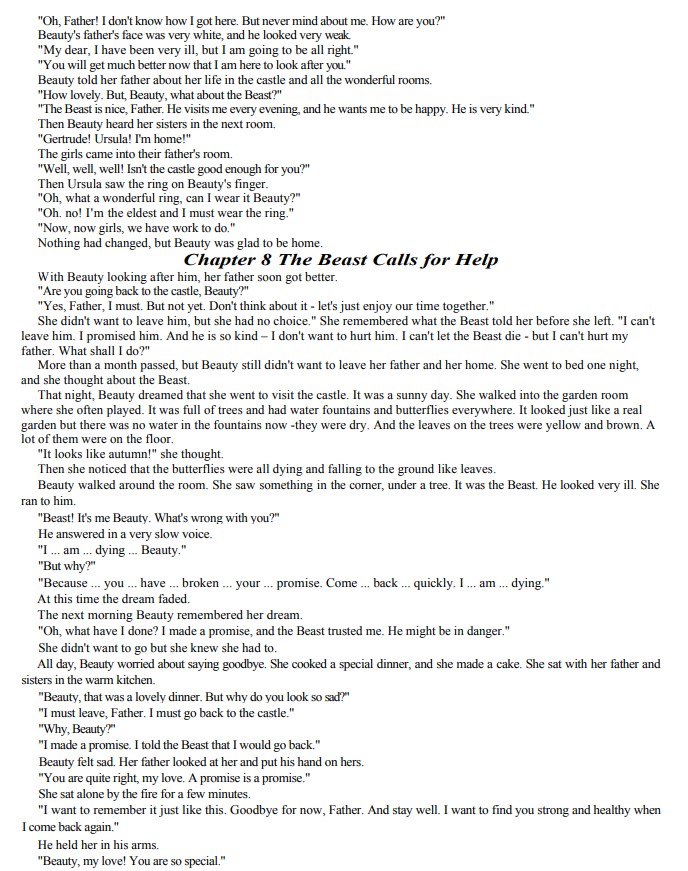 "Oh, Father! I don't know how I got here. But never mind about me. How are you?"
Beauty's father's face was very white, and he looked very weak.
"My dear, I have been very ill, but I am going to be all right."
"You will get much better now that I am here to look after you."
Beauty told her father about her life in the castle and all the wonderful rooms.
"How lovely. But, Beauty, what about the Beast?"
"The Beast is nice, Father. He visits me every evening, and he wants me to be happy. He is very kind."
Then Beauty heard her sisters in the next room.
"Gertrude! Ursula! I'm home!"
The girls came into their father's room.
"Well, well, well! Isn't the castle good enough for you?"
Then Ursula saw the ring on Beauty's finger.
"Oh, what a wonderful ring, can I wear it Beauty?"
"Oh. no! I'm the eldest and I must wear the ring."
"Now, now girls, we have work to do."
Nothing had changed, but Beauty was glad to be home.
Chapter 8 The Beast Calls for Help
With Beauty looking after him, her father soon got better.
"Are you going back to the castle, Beauty?"
"Yes, Father, I must. But not yet. Don't think about it - let's just enjoy our time together."
She didn't want to leave him, but she had no choice." She remembered what the Beast told her before she left. "I can't
leave him. I promised him. And he is so kind – I don't want to hurt him. I can't let the Beast die - but I can't hurt my
father. What shall I do?"
More than a month passed, but Beauty still didn't want to leave her father and her home. She went to bed one night,
and she thought about the Beast.
That night, Beauty dreamed that she went to visit the castle. It was a sunny day. She walked into the garden room
where she often played. It was full of trees and had water fountains and butterflies everywhere. It looked just like a real
garden but there was no water in the fountains now -they were dry. And the leaves on the trees were yellow and brown. A
lot of them were on the floor.
"It looks like autumn!" she thought.
Then she noticed that the butterflies were all dying and falling to the ground like leaves.
Beauty walked around the room. She saw something in the corner, under a tree. It was the Beast. He looked very ill. She
ran to him.
"Beast! It's me Beauty. What's wrong with you?"
He answered in a very slow voice.
"I ... am ... dying ... Beauty."
"But why?"
"Because ... you ... have ... broken ... your ... promise. Come ... back ... quickly. I ... am ... dying."
At this time the dream faded.
The next morning Beauty remembered her dream.
"Oh, what have I done? I made a promise, and the Beast trusted me. He might be in danger."
She didn't want to go but she knew she had to.
All day, Beauty worried about saying goodbye. She cooked a special dinner, and she made a cake. She sat with her father and
sisters in the warm kitchen.
"Beauty, that was a lovely dinner. But why do you look so sad?"
"I must leave, Father. I must go back to the castle."
"Why, Beauty?"
"I made a promise. I told the Beast that I would go back."
Beauty felt sad. Her father looked at her and put his hand on hers.
"You are quite right, my love. A promise is a promise."
She sat alone by the fire for a few minutes.
"I want to remember it just like this. Goodbye for now, Father. And stay well. I want to find you strong and healthy when
I come back again."
He held her in his arms.
"Beauty, my love! You are so special."